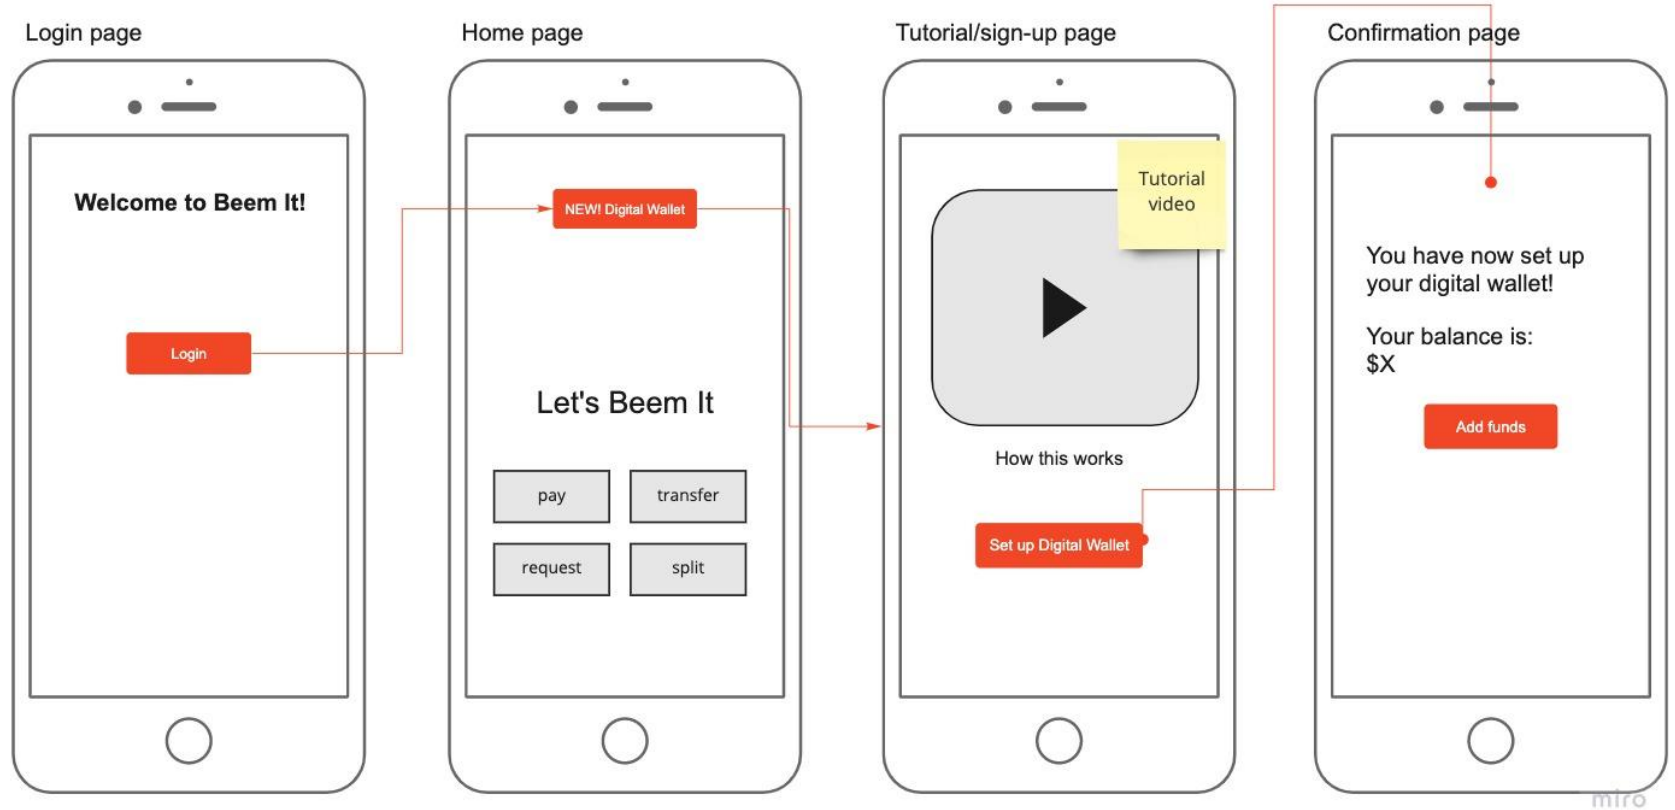 Login page
Welcome to Beem It!
Login
Home page
NEW! Digital Wallet
Let's Beem It
pay
transfer
request
split
Tutorial/sign-up page
Tutorial
video
How this works
Set up Digital Wallet
Confirmation page
You have now set up
your digital wallet!
Your balance is:
$X
Add funds
miro